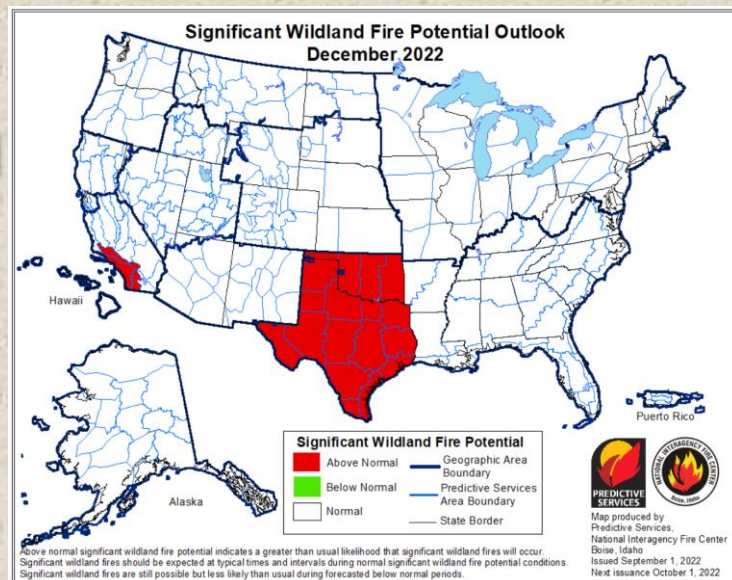 Significant Wildland Fire Potential Outlook
December 2022
Hawaii
Alaska
Puerto Rico
Significant Wildland Fire Potential
Above Normal
Below Normal
Normal
Geographic Area
Boundary
Predictive Services
Area Boundary
State Border
PREDICTIVE
SERVICES
NATIONAL INTERAGENCY FIRE CENTER
Boise, Idaho
Map produced by
Predictive Services,
National Interagency Fire Center
Boise, Idaho
Issued September 1, 2022
Next issuance October 1, 2022
Above normal significant wildland fire potential indicates a greater than usual likelihood that significant wildland fires will occur.
Significant wildland fires should be expected at typical times and intervals during normal significant wildland fire potential conditions.
Significant wildland fires are still possible but less likely than usual during forecasted below normal periods.